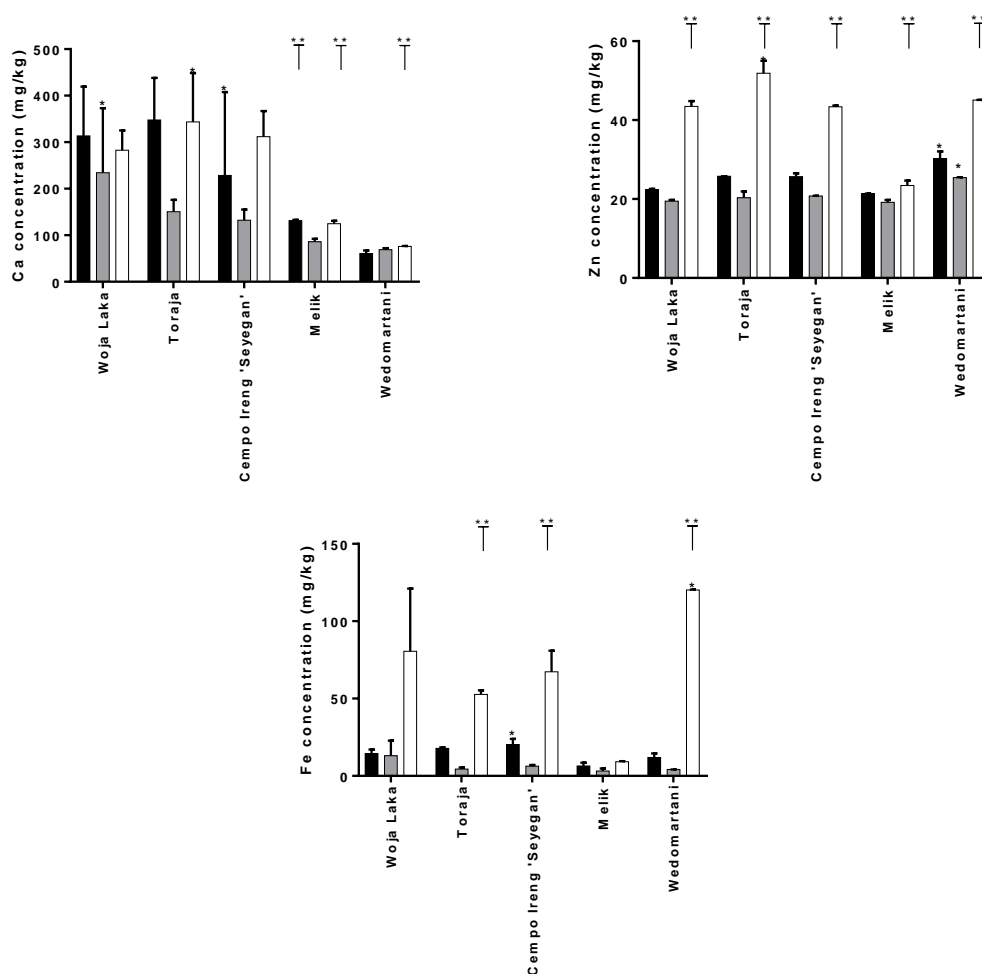 ** ** **
Ca concentration (mg/kg)
500
400
300
200
100
0
* * *
Woja Laka
Toraja
Cempo Ireng 'Seyegan'
Melik
Wedomartani
** ** ** ** **
Zn concentration (mg/kg)
60
40
20
0
* * *
Woja Laka
Toraja
Cempo Ireng 'Seyegan'
Melik
Wedomartani
** ** **
Fe concentration (mg/kg)
150
100
50
0
* *
Woja Laka
Toraja
Cempo Ireng 'Seyegan'
Melik
Wedomartani